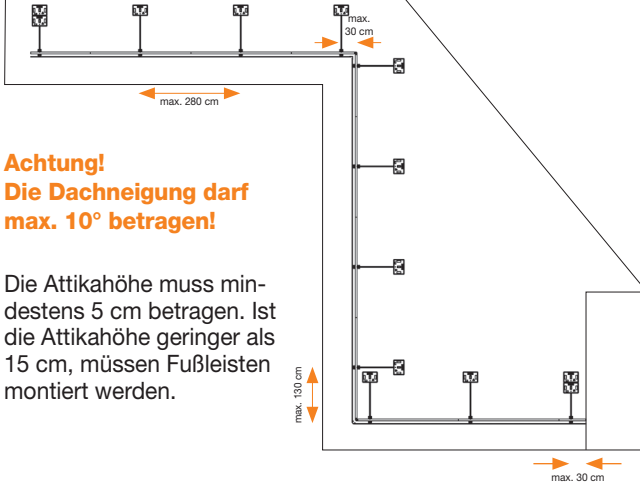 max.
30 cm
max. 280 cm
Achtung!
Die Dachneigung darf
max. 10° betragen!
Die Attikahöhe muss min-
destens 5 cm betragen. Ist
die Attikahöhe geringer als
15 cm, müssen Fußleisten
montiert werden.
max. 130 cm
max. 30 cm